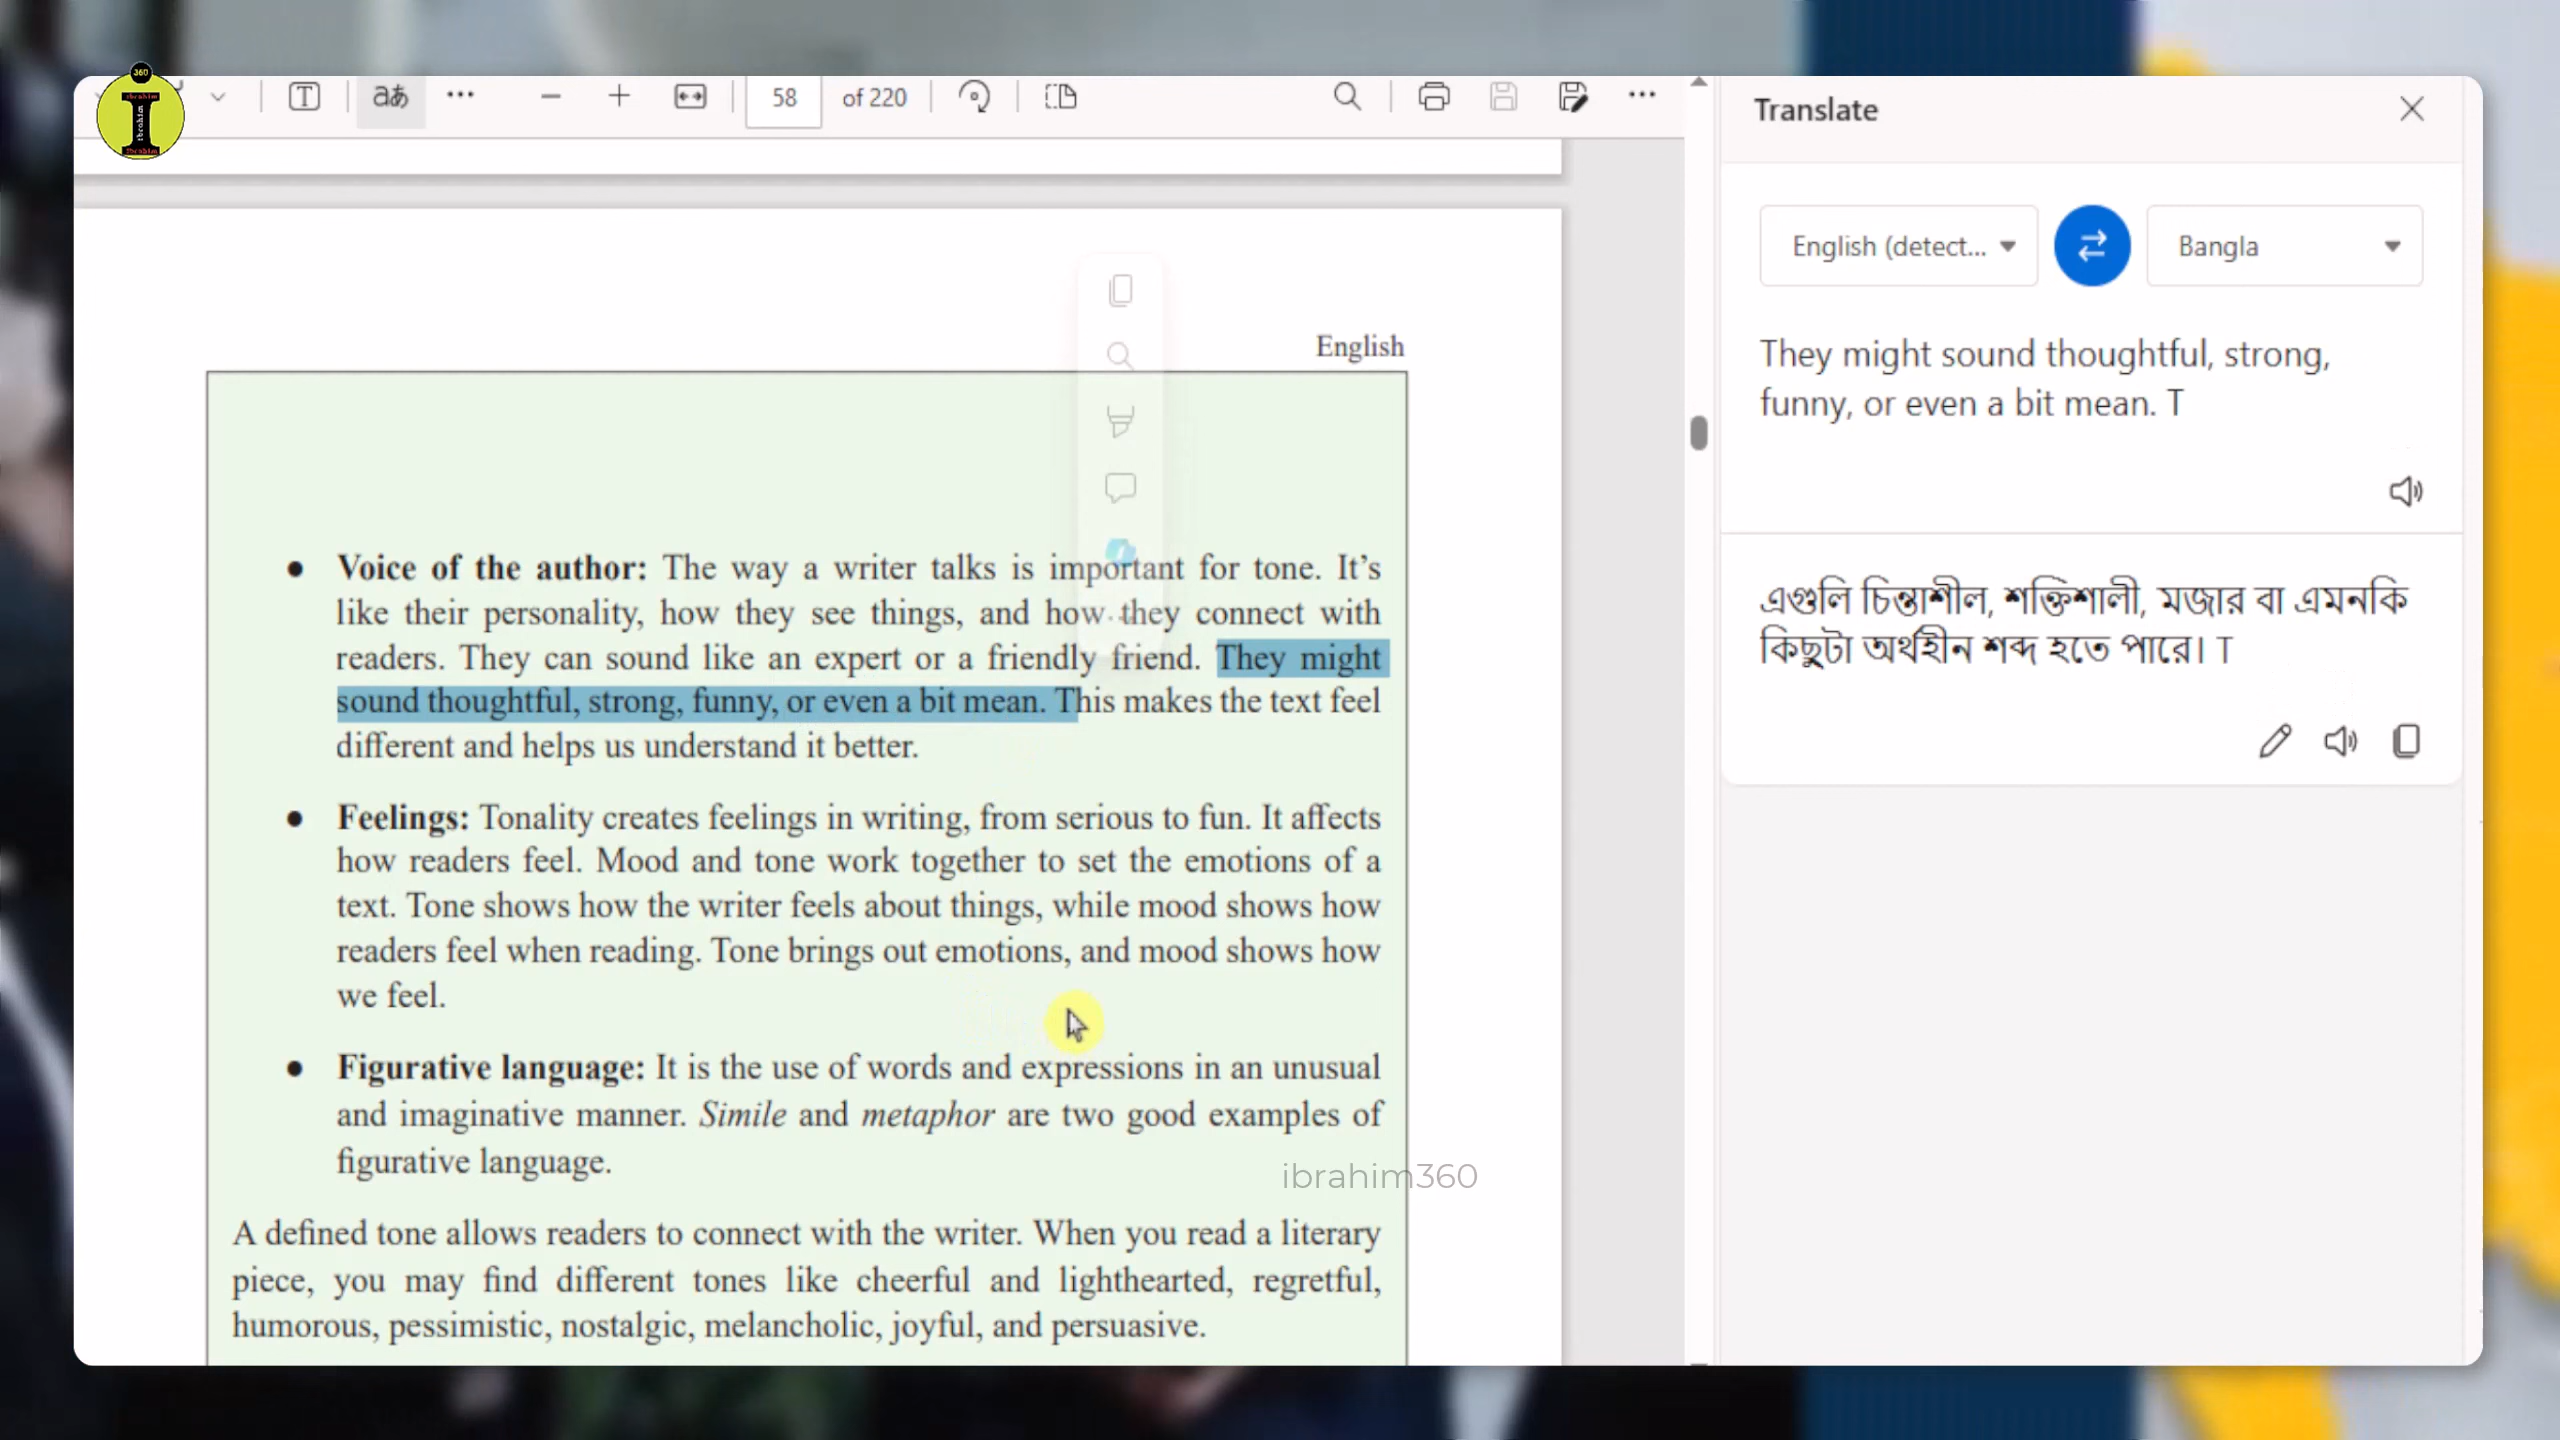 360
ibrahim
ibrahim
Ibrahim
58 of 220
English
● Voice of the author: The way a writer talks is important for tone. It’s
like their personality, how they see things, and how they connect with
readers. They can sound like an expert or a friendly friend. They might
sound thoughtful, strong, funny, or even a bit mean. This makes the text feel
different and helps us understand it better.
● Feelings: Tonality creates feelings in writing, from serious to fun. It affects
how readers feel. Mood and tone work together to set the emotions of a
text. Tone shows how the writer feels about things, while mood shows how
readers feel when reading. Tone brings out emotions, and mood shows how
we feel.
● Figurative language: It is the use of words and expressions in an unusual
and imaginative manner. Simile and metaphor are two good examples of
figurative language.
ibrahim360
A defined tone allows readers to connect with the writer. When you read a literary
piece, you may find different tones like cheerful and lighthearted, regretful,
humorous, pessimistic, nostalgic, melancholic, joyful, and persuasive.
Translate
English (detect... Bangla
They might sound thoughtful, strong,
funny, or even a bit mean. T
এগুলি চিন্তাশীল, শক্তিশালী, মজার বা এমনকি
কিছুটা অর্থহীন শব্দ হতে পারে। T